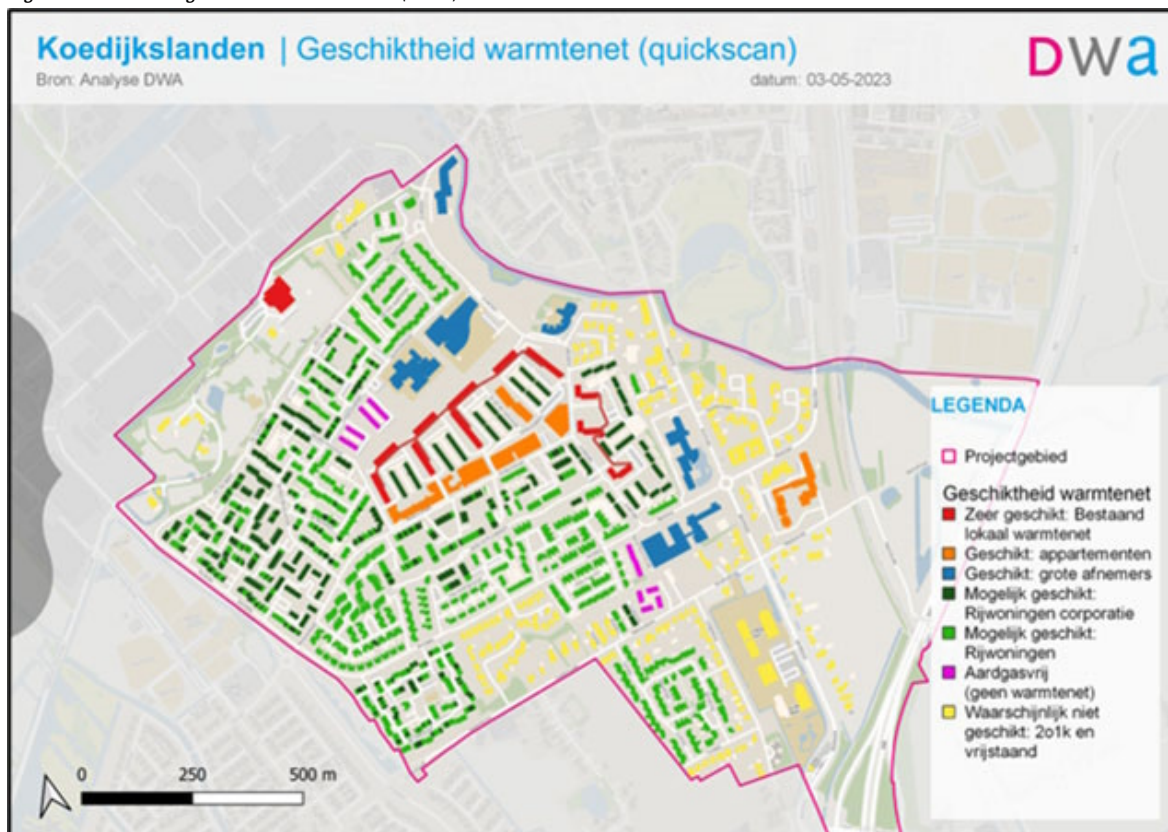 Koedijkslanden | Geschiktheid warmtenet (quickscan)
Bron: Analyse DWA
datum: 03-05-2023
DWa
LEGENDA
Projectgebied
Geschiktheid warmtenet
Zeer geschikt: Bestaand
lokaal warmtenet
Geschikt: appartementen
Geschikt: grote afnemers
Mogelijk geschikt:
Rijwoningen corporatie
Mogelijk geschikt:
Rijwoningen
Aardgasvrij
(geen warmtenet)
Waarschijnlijk niet
geschikt: 2o1k en
vrijstaand
0 250 500 m